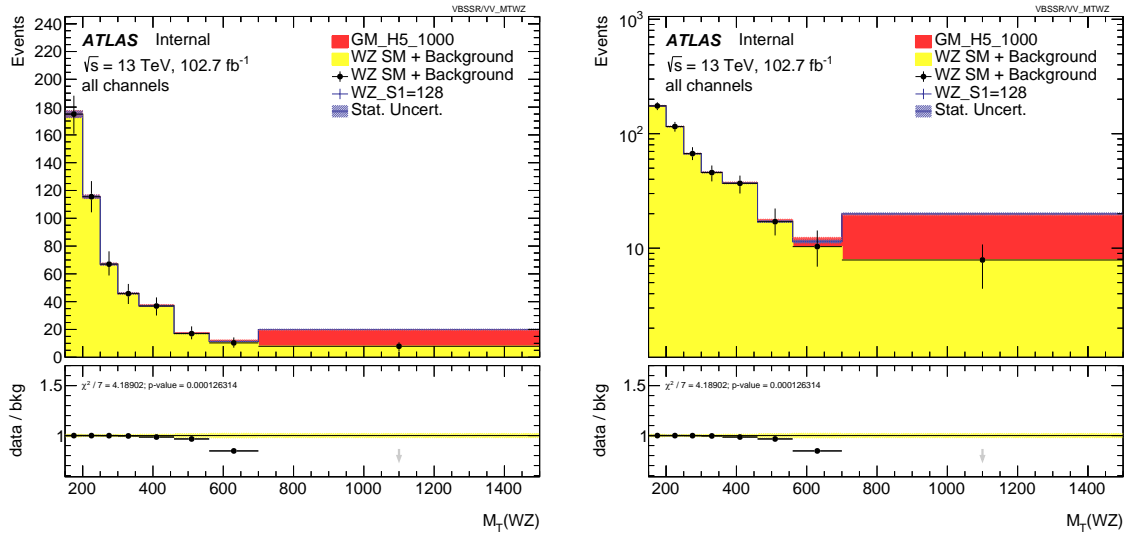 VBSSR/VV_MTWZ
Events
240
220
200
180
160
140
120
100
80
60
40
20
0
ATLAS Internal
√s = 13 TeV, 102.7 fb⁻¹
all channels
GM_H5_1000
WZ SM + Background
WZ SM + Background
WZ_S1=128
Stat. Uncert.
data / bkg
1.5
1
χ² / 7 = 4.18902; p-value = 0.000126314
200 400 600 800 1000 1200 1400
M_T(WZ)
VBSSR/VV_MTWZ
Events
10³
10²
10
ATLAS Internal
√s = 13 TeV, 102.7 fb⁻¹
all channels
GM_H5_1000
WZ SM + Background
WZ SM + Background
WZ_S1=128
Stat. Uncert.
data / bkg
1.5
1
χ² / 7 = 4.18902; p-value = 0.000126314
200 400 600 800 1000 1200 1400
M_T(WZ)